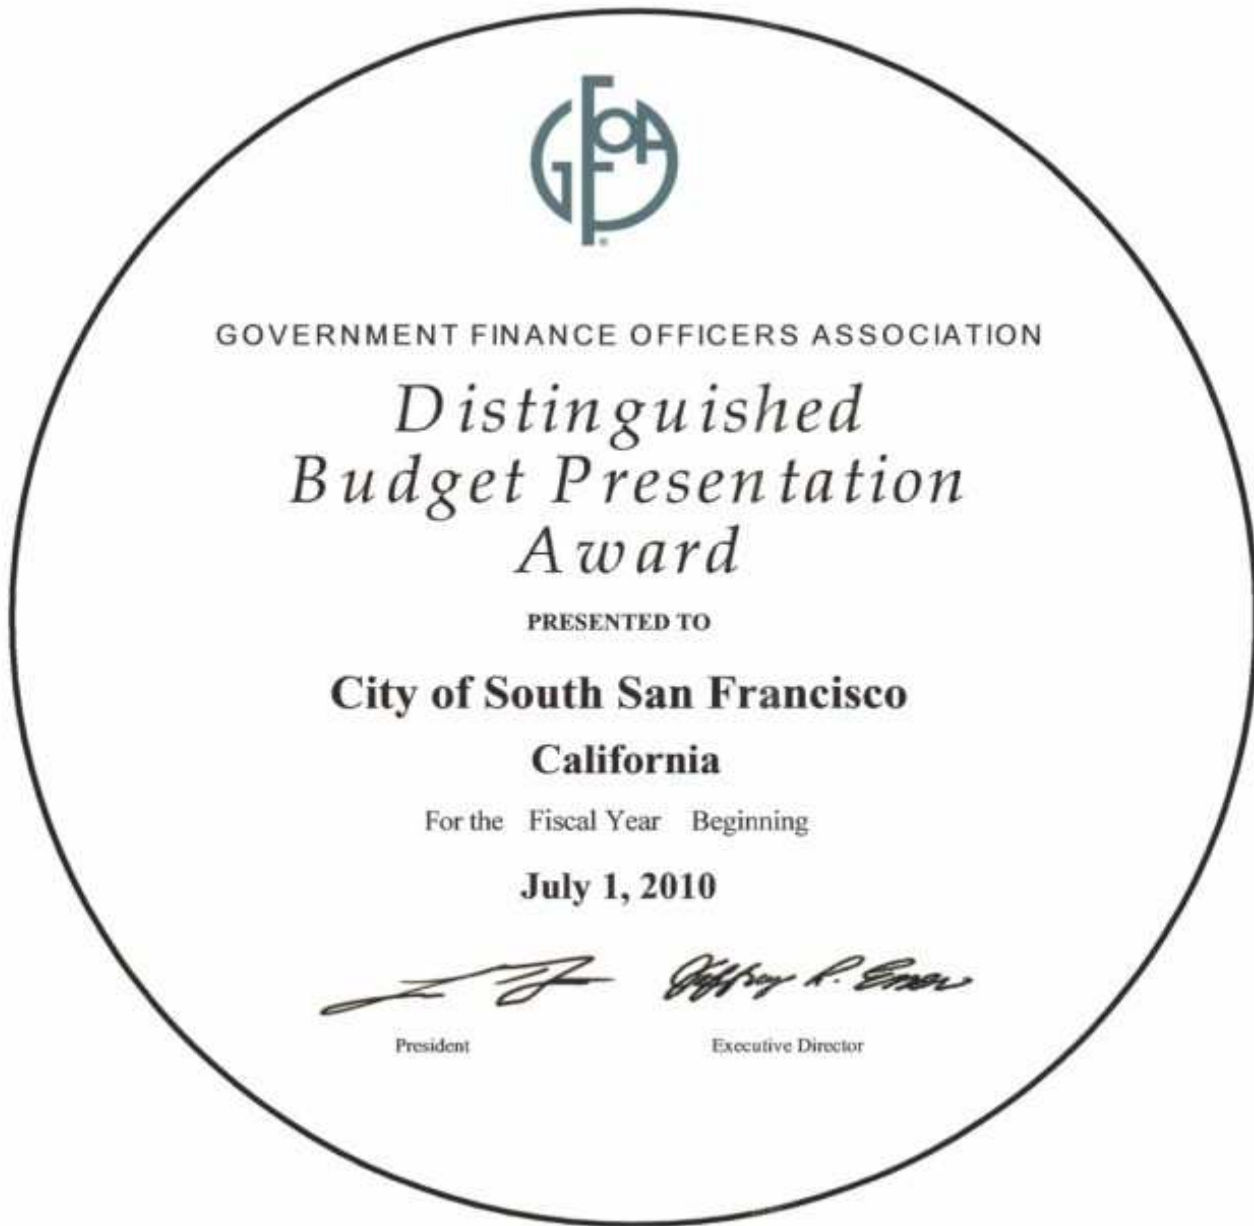 GFOA
GOVERNMENT FINANCE OFFICERS ASSOCIATION
Distinguished
Budget Presentation
Award
PRESENTED TO
City of South San Francisco
California
For the Fiscal Year Beginning
July 1, 2010
Jeffrey R.
President Executive Director